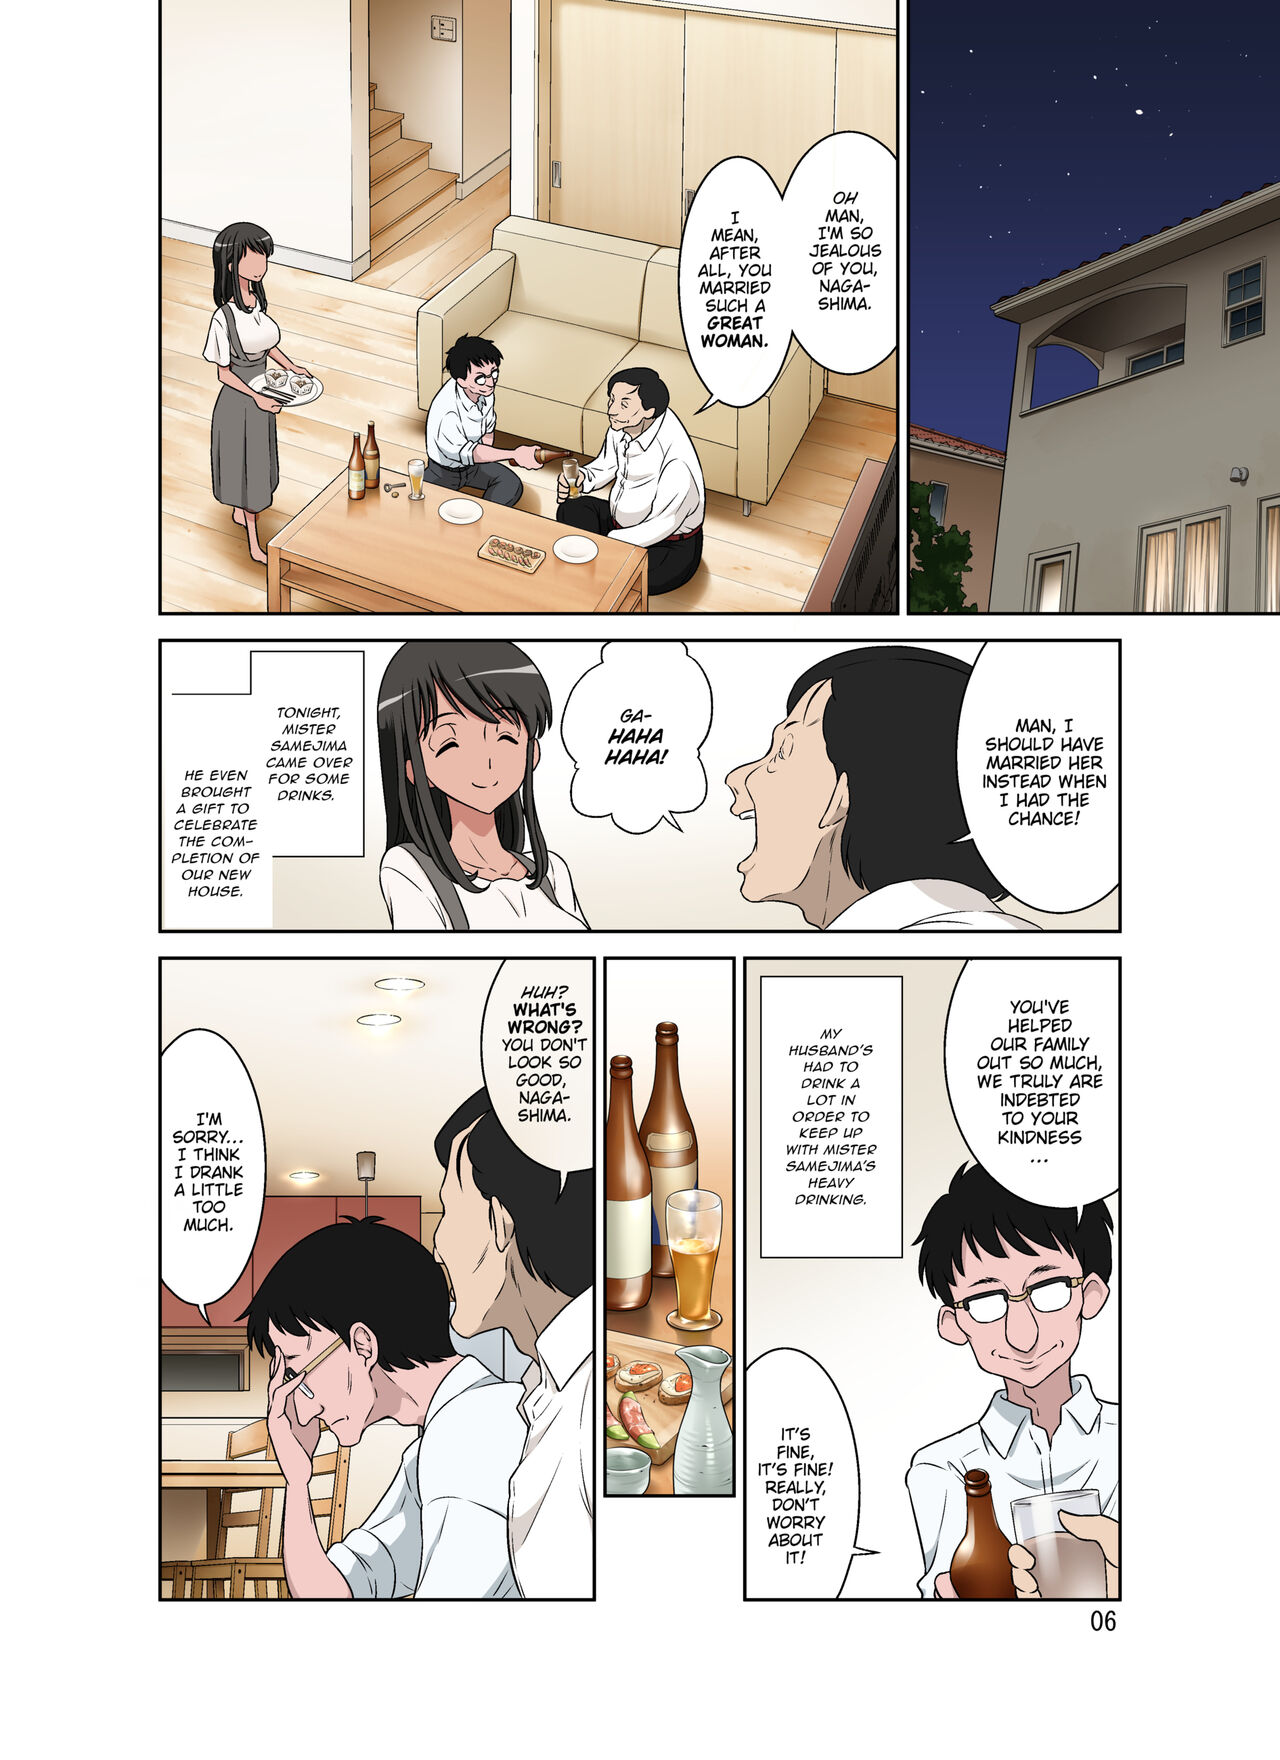 OH
MAN,
I'M SO
JEALOUS
OF YOU,
NAGA-
SHIMA.
I
MEAN,
AFTER
ALL, YOU
MARRIED
SUCH A
GREAT
WOMAN.
MAN, I
SHOULD HAVE
MARRIED HER
INSTEAD WHEN
I HAD THE
CHANCE!
GA-
HAHA
HAHA!
TONIGHT,
MISTER
SAMEJIMA
CAME OVER
FOR SOME
DRINKS.
HE EVEN
BROUGHT
A GIFT TO
CELEBRATE
THE COM-
PLETION OF
OUR NEW
HOUSE.
YOU'VE
HELPED
OUR FAMILY
OUT SO MUCH,
WE TRULY ARE
INDEBTED
TO YOUR
KINDNESS
...
MY
HUSBAND'S
HAD TO
DRINK A
LOT IN
ORDER TO
KEEP UP
WITH MISTER
SAMEJIMA'S
HEAVY
DRINKING.
IT'S
FINE,
IT'S FINE!
REALLY,
DON'T
WORRY
ABOUT
IT!
HUH?
WHAT'S
WRONG?
YOU DON'T
LOOK SO
GOOD,
NAGA-
SHIMA.
I'M
SORRY...
I THINK
I DRANK
A LITTLE
TOO
MUCH.
06